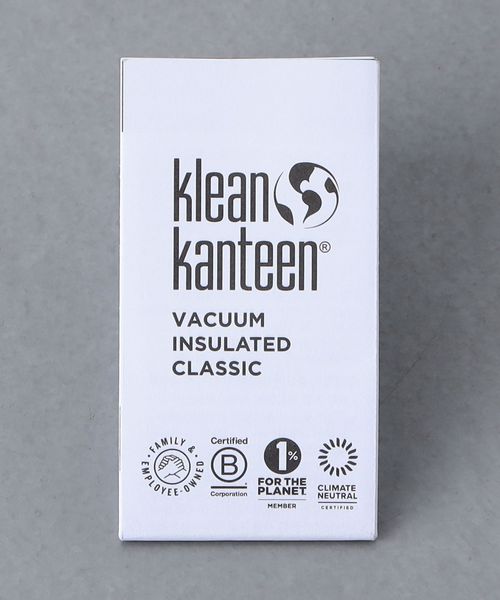 klean
kanteen®
VACUUM
INSULATED
CLASSIC
FAMILY &
EMPLOYEE-OWNED
Certified
B
Corporation
1%
FOR THE
PLANET
MEMBER
CLIMATE
NEUTRAL
CERTIFIED